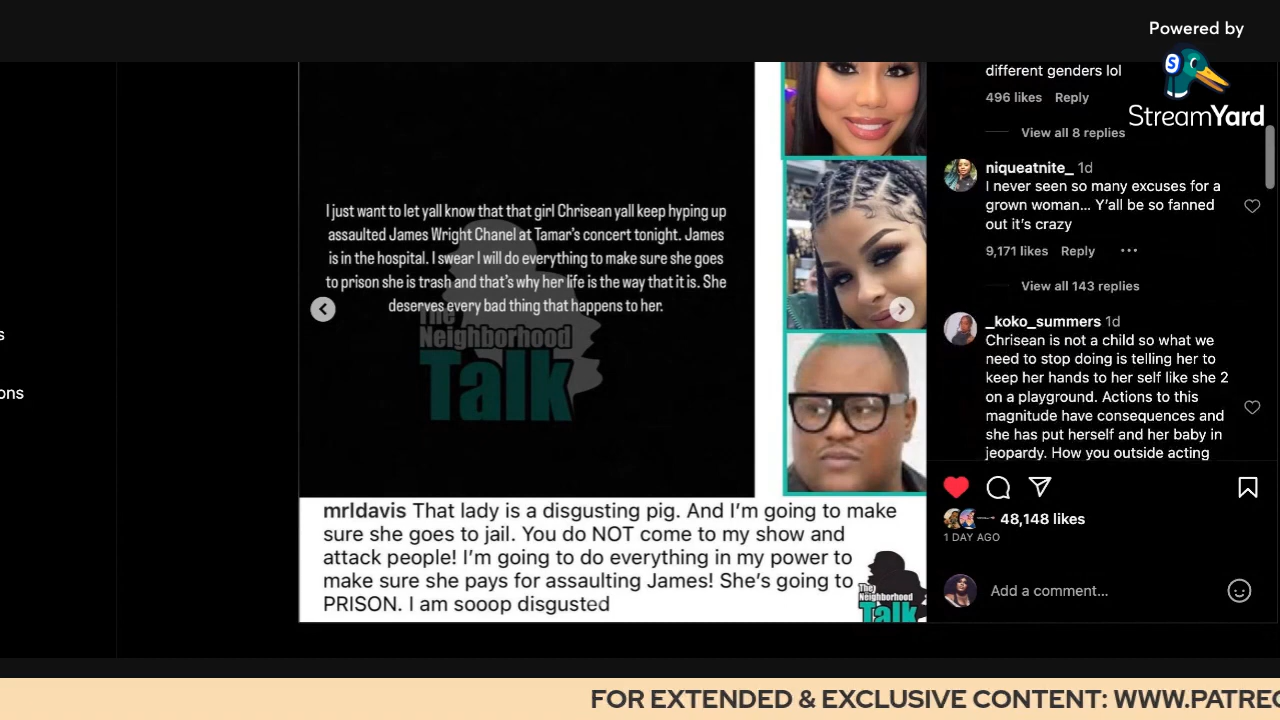 Powered by
StreamYard
I just want to let yall know that that girl Chrisean yall keep hyping up
assaulted James Wright Chanel at Tamar's concert tonight. James
is in the hospital. I swear I will do everything to make sure she goes
to prison she is trash and that's why her life is the way that it is. She
deserves every bad thing that happens to her.
The
Neighborhood
Talk
mrldavis That lady is a disgusting pig. And I'm going to make
sure she goes to jail. You do NOT come to my show and
attack people! I'm going to do everything in my power to
make sure she pays for assaulting James! She's going to
PRISON. I am sooop disgusted
The
Neighborhood
Talk
different genders lol
496 likes Reply
View all 8 replies
niqueatnite_ 1d
I never seen so many excuses for a
grown woman... Y'all be so fanned
out it's crazy
9,171 likes Reply
View all 143 replies
_koko_summers 1d
Chrisean is not a child so what we
need to stop doing is telling her to
keep her hands to her self like she 2
on a playground. Actions to this
magnitude have consequences and
she has put herself and her baby in
jeopardy. How you outside acting
48,148 likes
1 DAY AGO
Add a comment...
s
ons
FOR EXTENDED & EXCLUSIVE CONTENT: WWW.PATREO